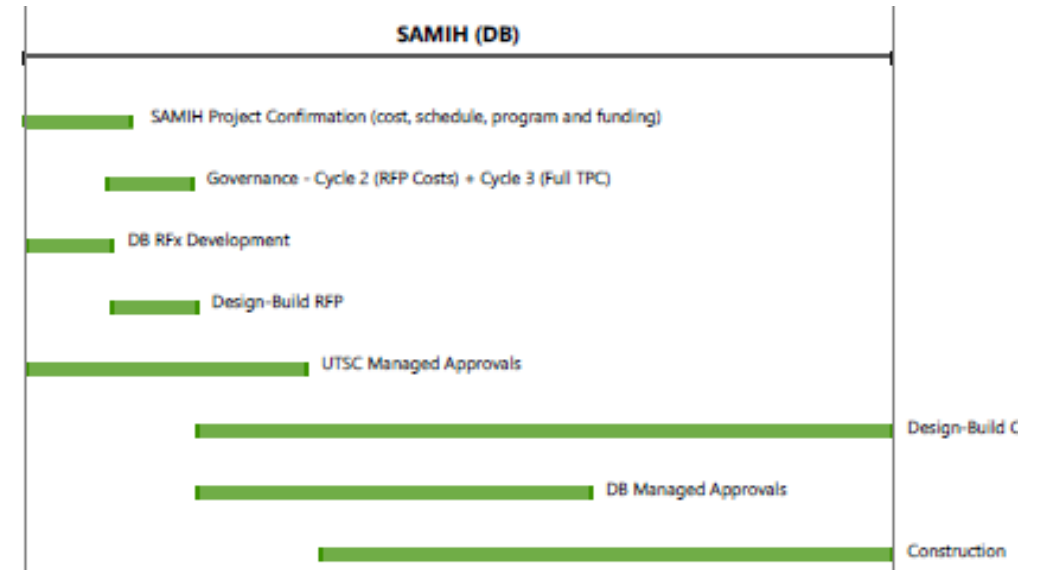 SAMIH (DB)
SAMIH Project Confirmation (cost, schedule, program and funding)
Governance - Cycle 2 (RFP Costs) + Cycle 3 (Full TPC)
DB RFx Development
Design-Build RFP
UTSC Managed Approvals
Design-Build
DB Managed Approvals
Construction